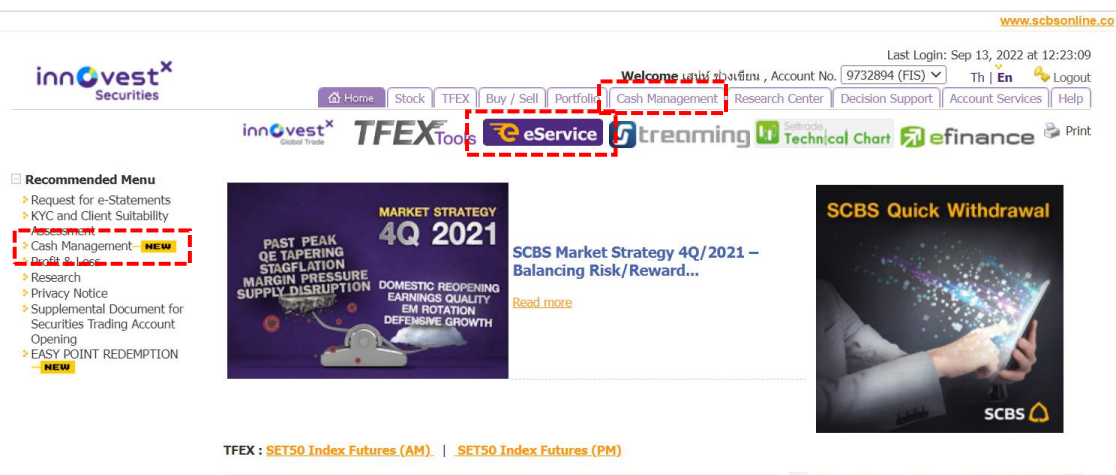 www.scbsonline.co
innovestx
Securities
Last Login: Sep 13, 2022 at 12:23:09
Welcome เสน่ห์ ช่างเขียน , Account No. 9732894 (FIS) Th | En Logout
Home Stock TFEX Buy / Sell Portfolio Cash Management Research Center Decision Support Account Services Help
innovestx
Global Trade
TFEX Tools
eService
Streaming
Settrade
Technical Chart
efinance
Print
Recommended Menu
Request for e-Statements
KYC and Client Suitability
Assessment
Cash Management NEW
Profit & Loss
Research
Privacy Notice
Supplemental Document for
Securities Trading Account
Opening
EASY POINT REDEMPTION
NEW
MARKET STRATEGY
4Q 2021
PAST PEAK
QE TAPERING
STAGFLATION
MARGIN PRESSURE
SUPPLY DISRUPTION
DOMESTIC REOPENING
EARNINGS QUALITY
EM ROTATION
DEFENSIVE GROWTH
SCBS Market Strategy 4Q/2021 –
Balancing Risk/Reward...
Read more
SCBS Quick Withdrawal
SCBS
TFEX : SET50 Index Futures (AM) | SET50 Index Futures (PM)